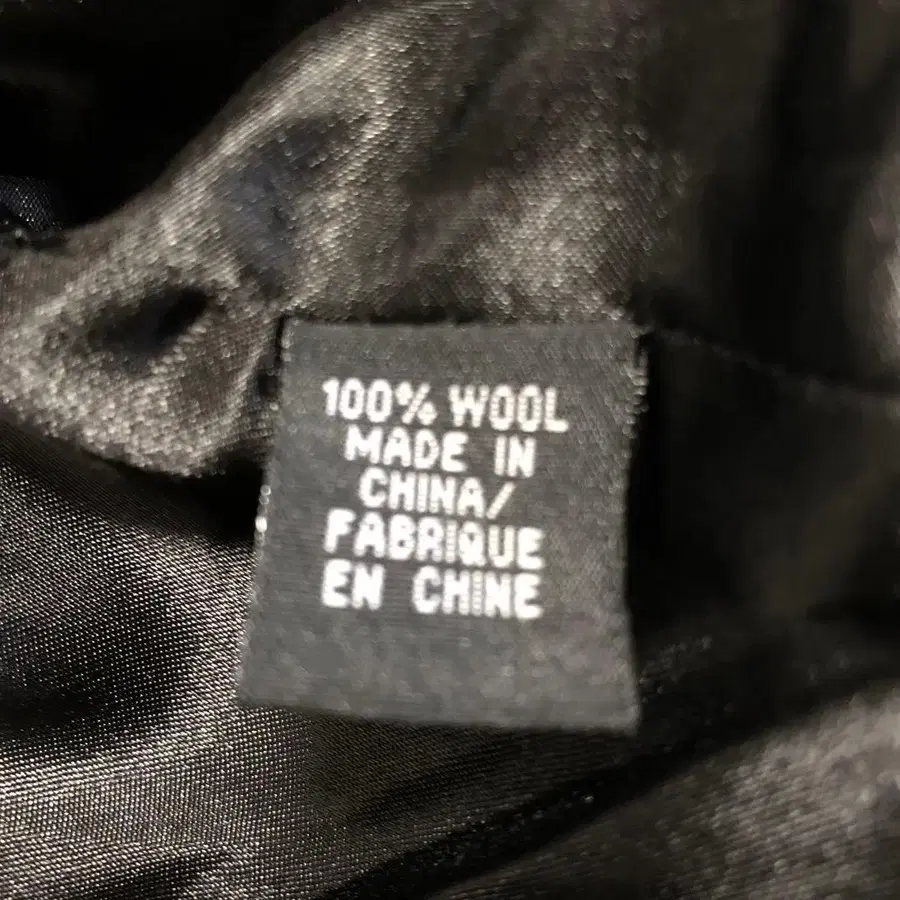 100% WOOL
MADE IN
CHINA/
FABRIQUE
EN CHINE